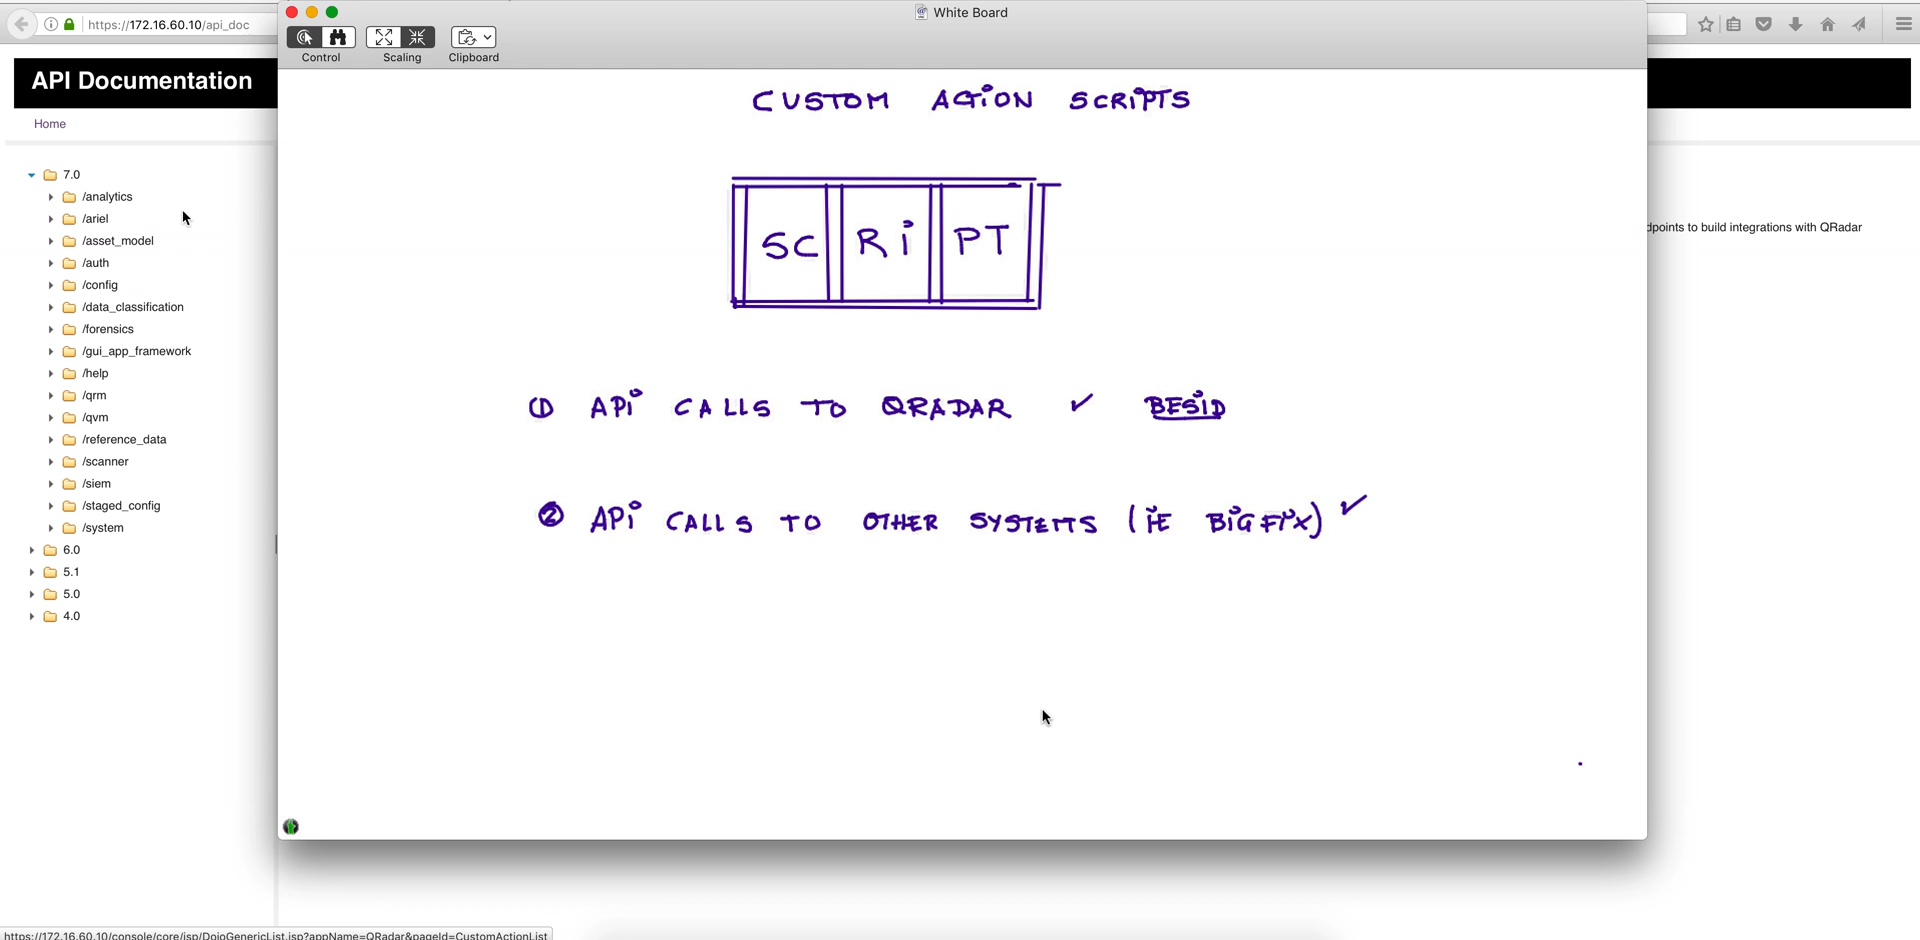 https://172.16.60.10/api_doc
White Board
Control
Scaling
Clipboard
API Documentation
Home
7.0
/analytics
/ariel
/asset_model
/auth
/config
/data_classification
/forensics
/gui_app_framework
/help
/qrm
/qvm
/reference_data
/scanner
/siem
/staged_config
/system
6.0
5.1
5.0
4.0
CUSTOM ACTION SCRIPTS
SC RI PT
① API CALLS TO QRADAR ✓ BESID
② API CALLS TO OTHER SYSTEMS (IE BIGFIX) ✓
dpoints to build integrations with QRadar
https://172.16.60.10/console/core/jsp/DojoGenericList.jsp?appName=QRadar&pageId=CustomActionList